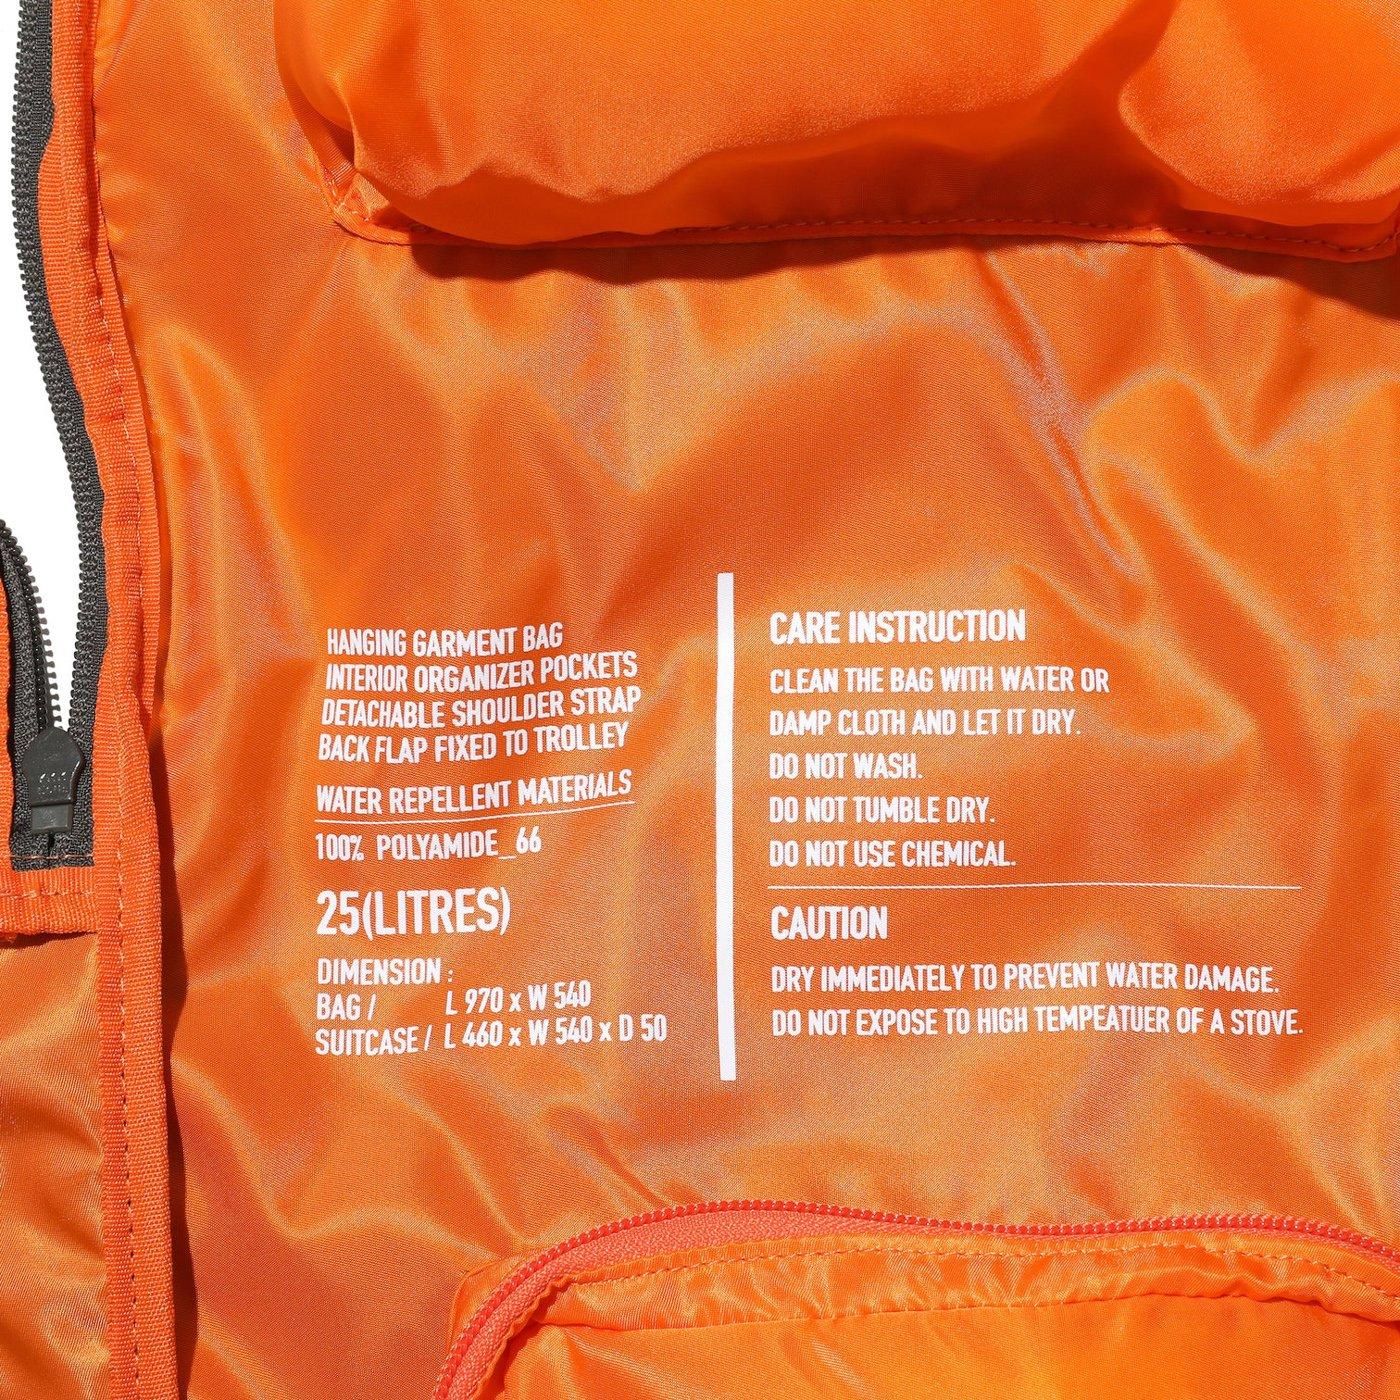 HANGING GARMENT BAG
INTERIOR ORGANIZER POCKETS
DETACHABLE SHOULDER STRAP
BACK FLAP FIXED TO TROLLEY
WATER REPELLENT MATERIALS
100% POLYAMIDE_66
25(LITRES)
DIMENSION :
BAG / L 970 x W 540
SUITCASE / L 460 x W 540 x D 50
CARE INSTRUCTION
CLEAN THE BAG WITH WATER OR
DAMP CLOTH AND LET IT DRY.
DO NOT WASH.
DO NOT TUMBLE DRY.
DO NOT USE CHEMICAL.
CAUTION
DRY IMMEDIATELY TO PREVENT WATER DAMAGE.
DO NOT EXPOSE TO HIGH TEMPEATUER OF A STOVE.